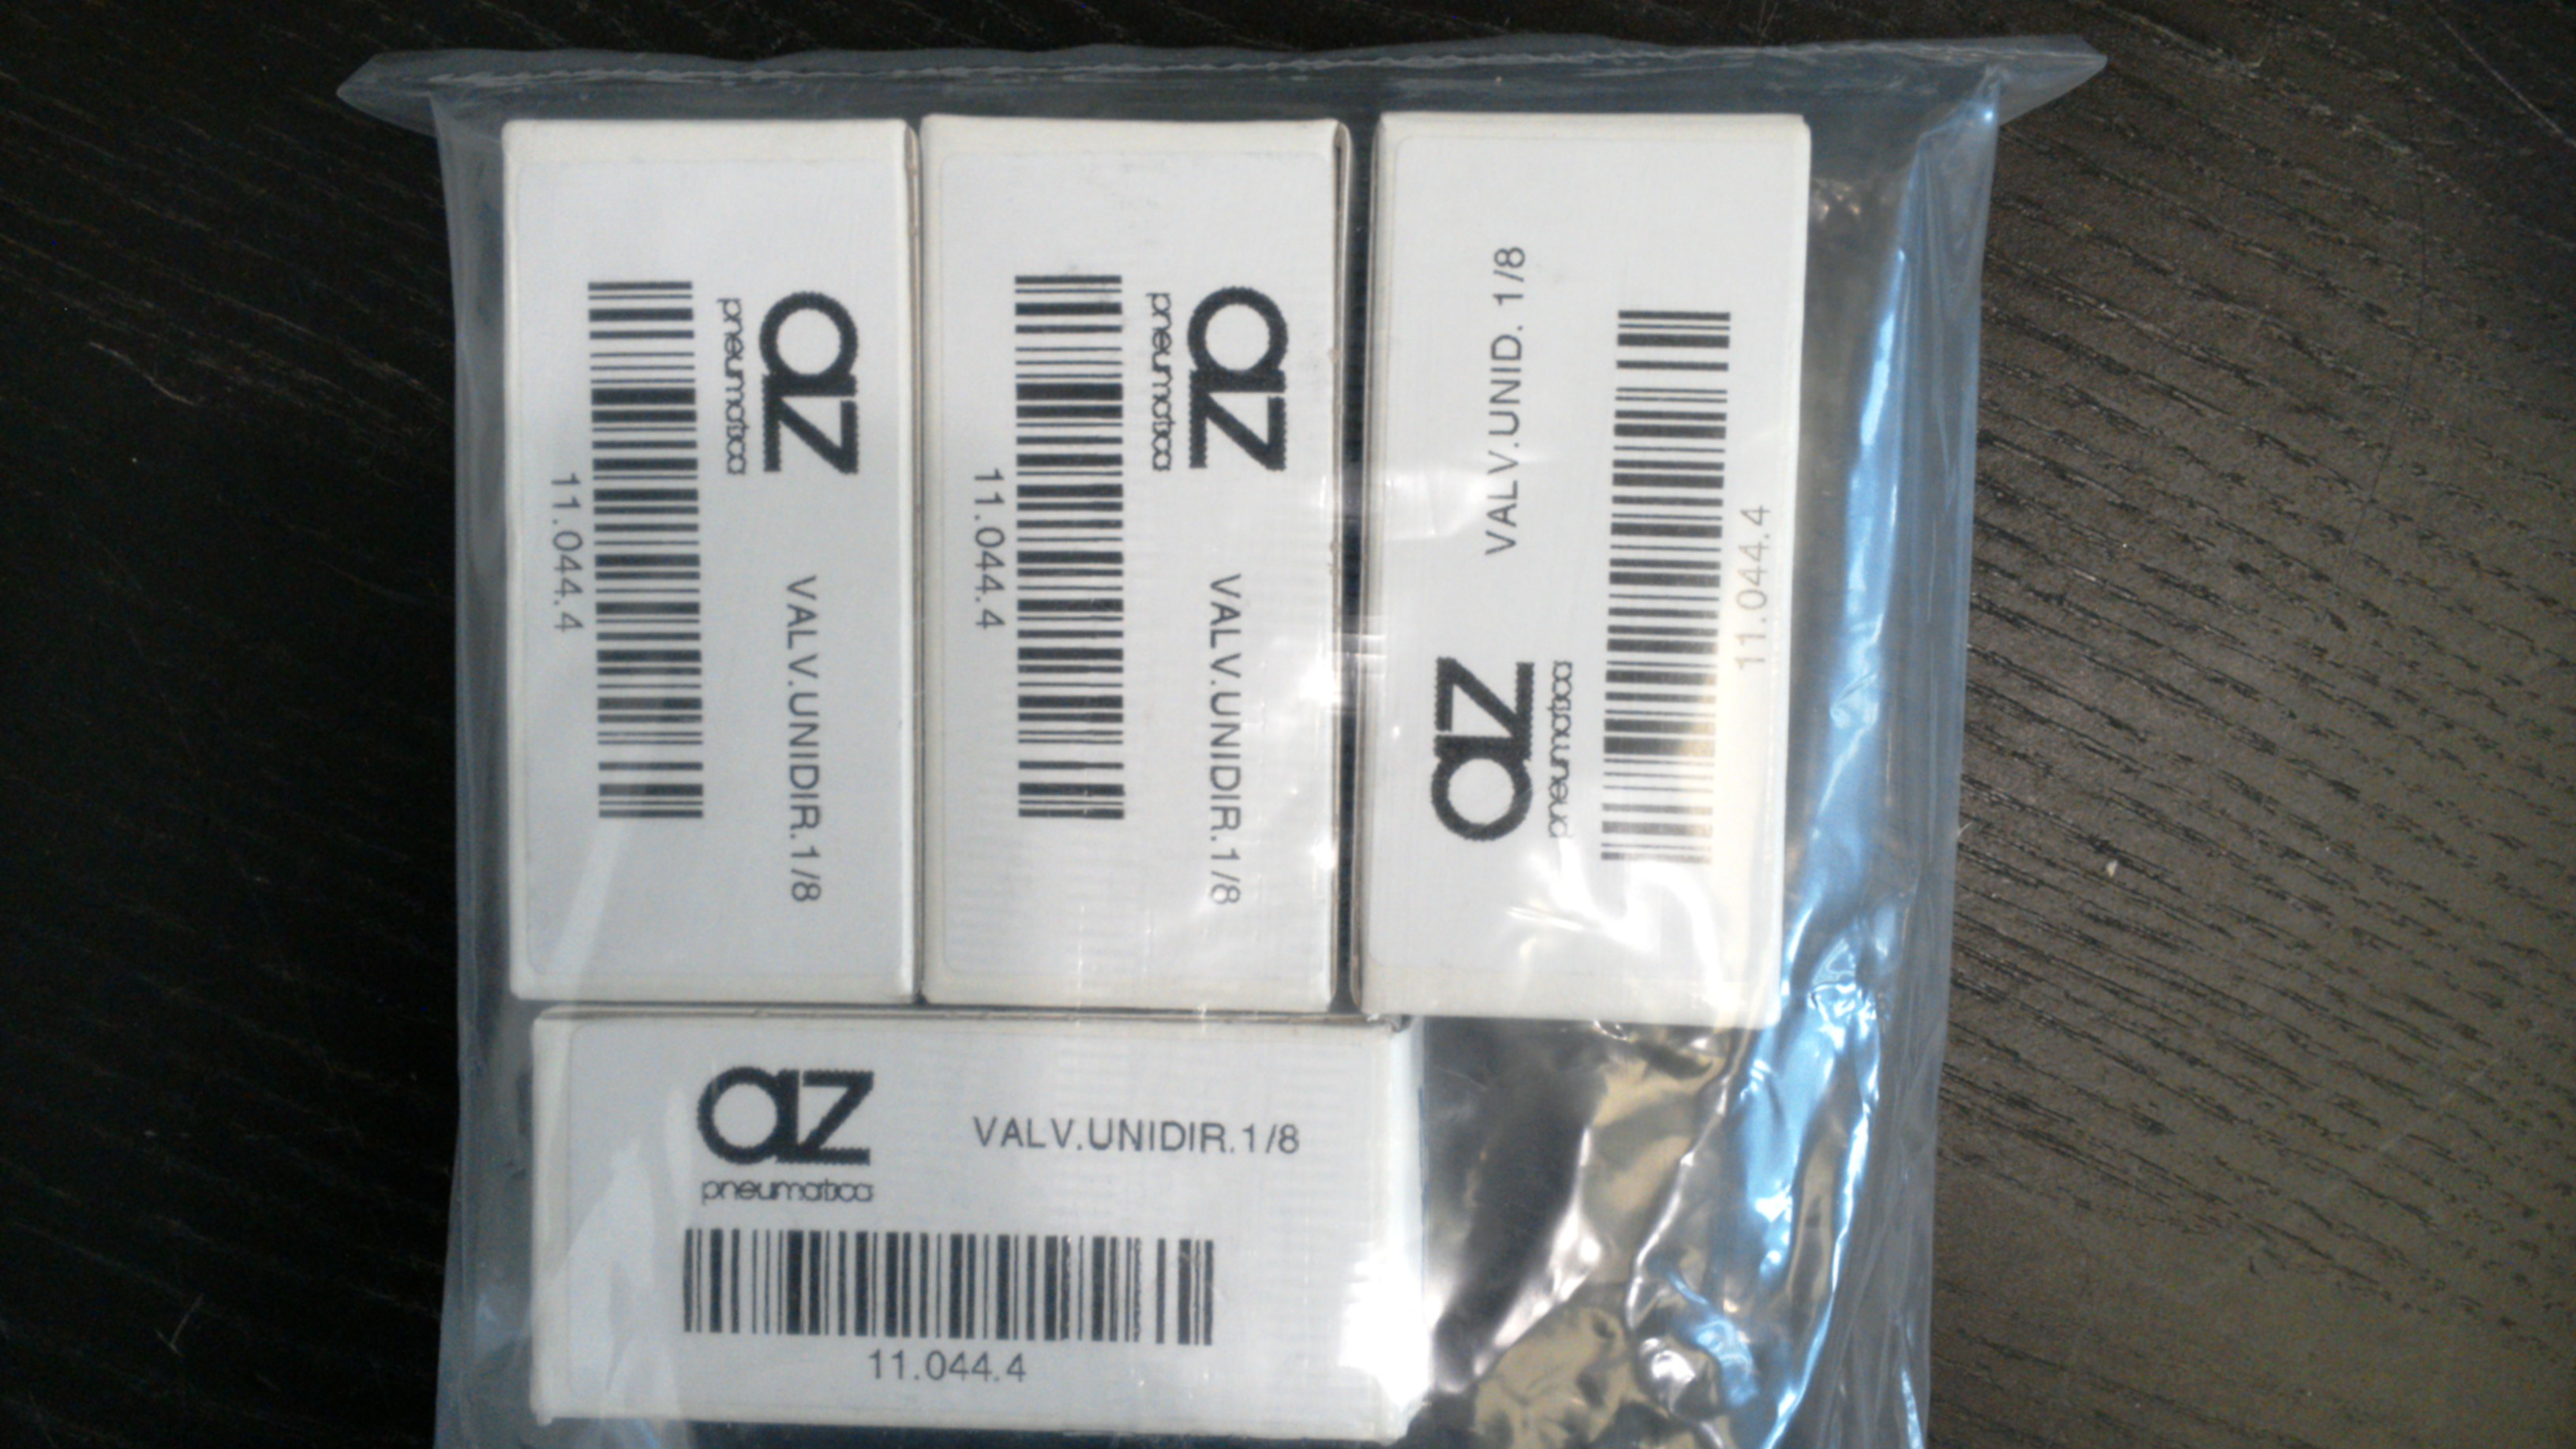 az
pneumatica
VALV.UNIDIR.1/8
11.044.4
az
pneumatica
VALV.UNIDIR.1/8
11.044.4
az
pneumatica
VALV.UNID. 1/8
11.044.4
az
pneumatica
VALV.UNIDIR.1/8
11.044.4